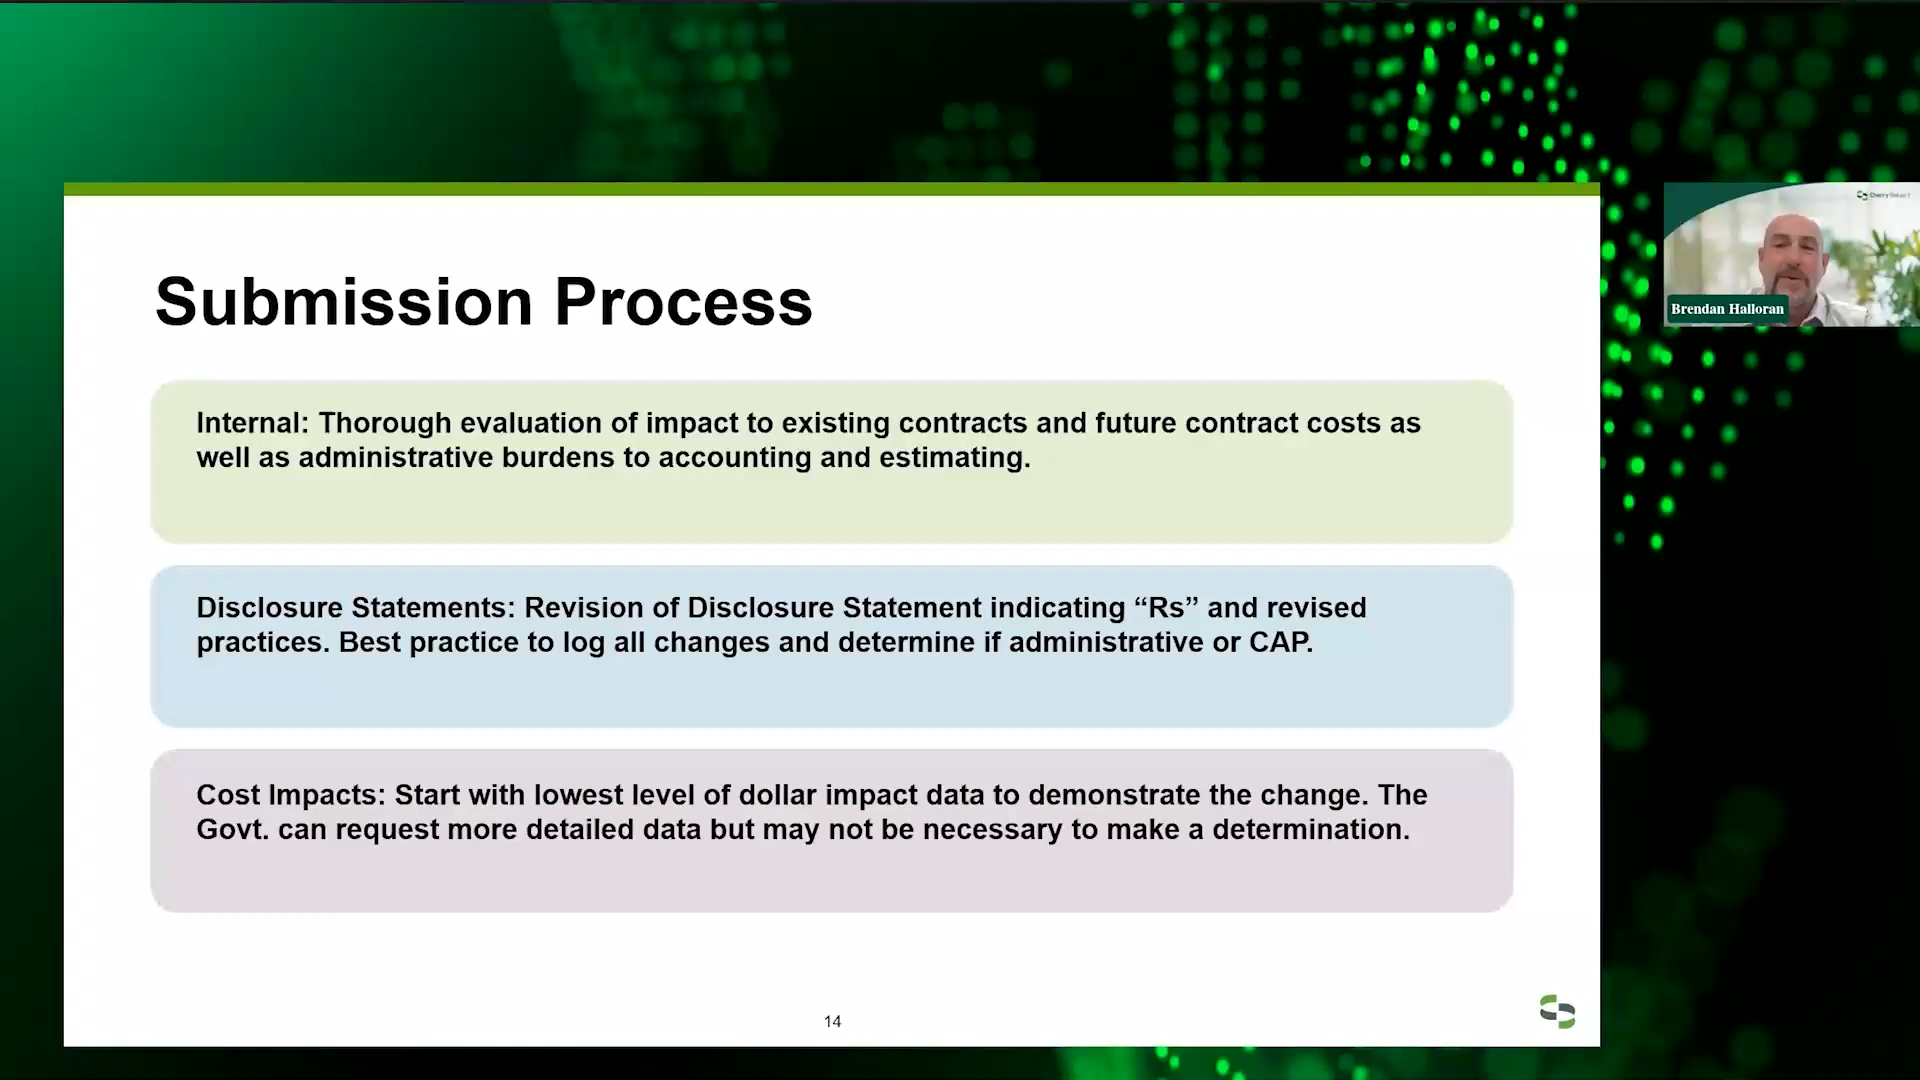 Submission Process
Internal: Thorough evaluation of impact to existing contracts and future contract costs as
well as administrative burdens to accounting and estimating.
Disclosure Statements: Revision of Disclosure Statement indicating “Rs” and revised
practices. Best practice to log all changes and determine if administrative or CAP.
Cost Impacts: Start with lowest level of dollar impact data to demonstrate the change. The
Govt. can request more detailed data but may not be necessary to make a determination.
14
Brendan Halloran